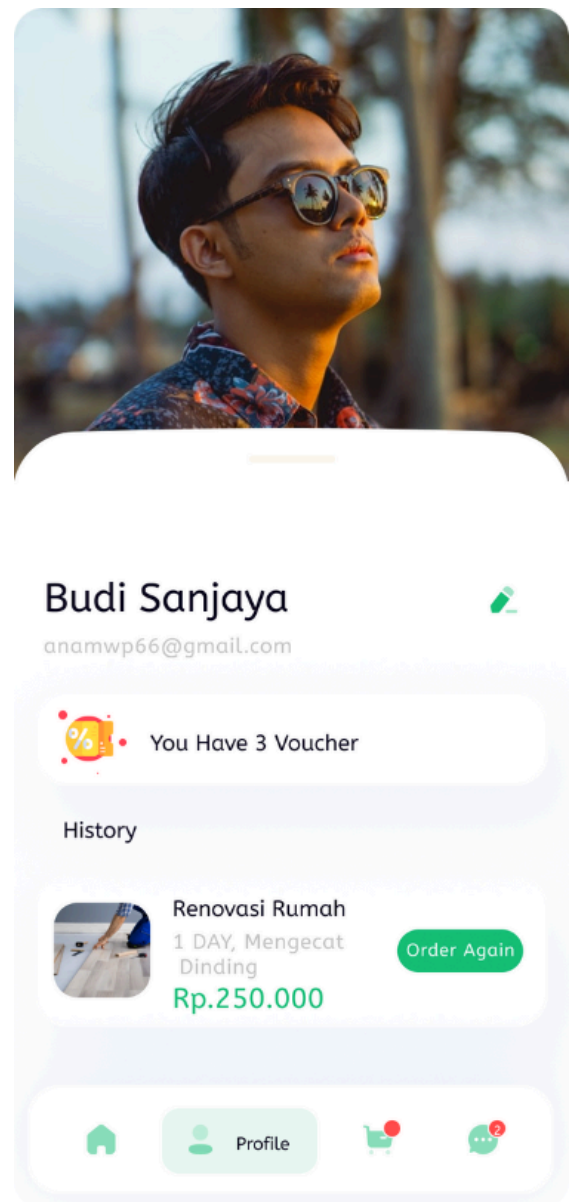 Budi Sanjaya
anamwp66@gmail.com
%
You Have 3 Voucher
History
Renovasi Rumah
1 DAY, Mengecat
Dinding
Order Again
Rp.250.000
Profile
2